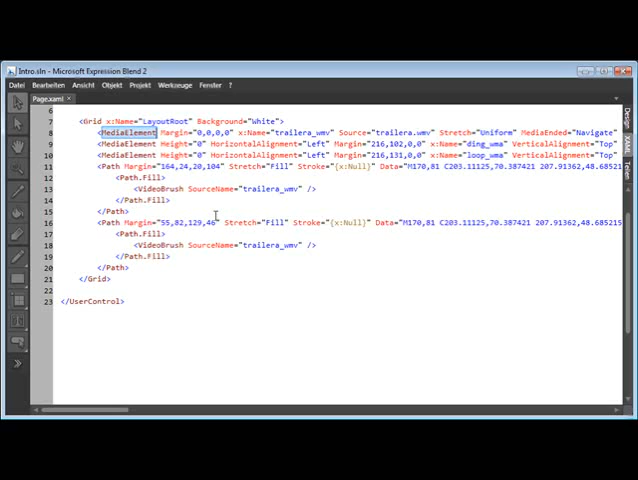 Intro.sln - Microsoft Expression Blend 2
Datei Bearbeiten Ansicht Objekt Projekt Werkzeuge Fenster ?
Page.xaml ×
6
7 <Grid x:Name="LayoutRoot" Background="White">
8 <MediaElement Margin="0,0,0,0" x:Name="trailera_wmv" Source="trailera.wmv" Stretch="Uniform" MediaEnded="Navigate"
9 <MediaElement Height="0" HorizontalAlignment="Left" Margin="216,102,0,0" x:Name="ding_wma" VerticalAlignment="Top"
10 <MediaElement Height="0" HorizontalAlignment="Left" Margin="216,131,0,0" x:Name="loop_wma" VerticalAlignment="Top"
11 <Path Margin="164,24,20,104" Stretch="Fill" Stroke="{x:Null}" Data="M170,81 C203.11125,70.387421 207.91362,48.685215
12 <Path.Fill>
13 <VideoBrush SourceName="trailera_wmv" />
14 </Path.Fill>
15 </Path>
16 <Path Margin="55,82,129,46" Stretch="Fill" Stroke="{x:Null}" Data="M170,81 C203.11125,70.387421 207.91362,48.685215
17 <Path.Fill>
18 <VideoBrush SourceName="trailera_wmv" />
19 </Path.Fill>
20 </Path>
21 </Grid>
22
23 </UserControl>
Design
XAML
Teilen